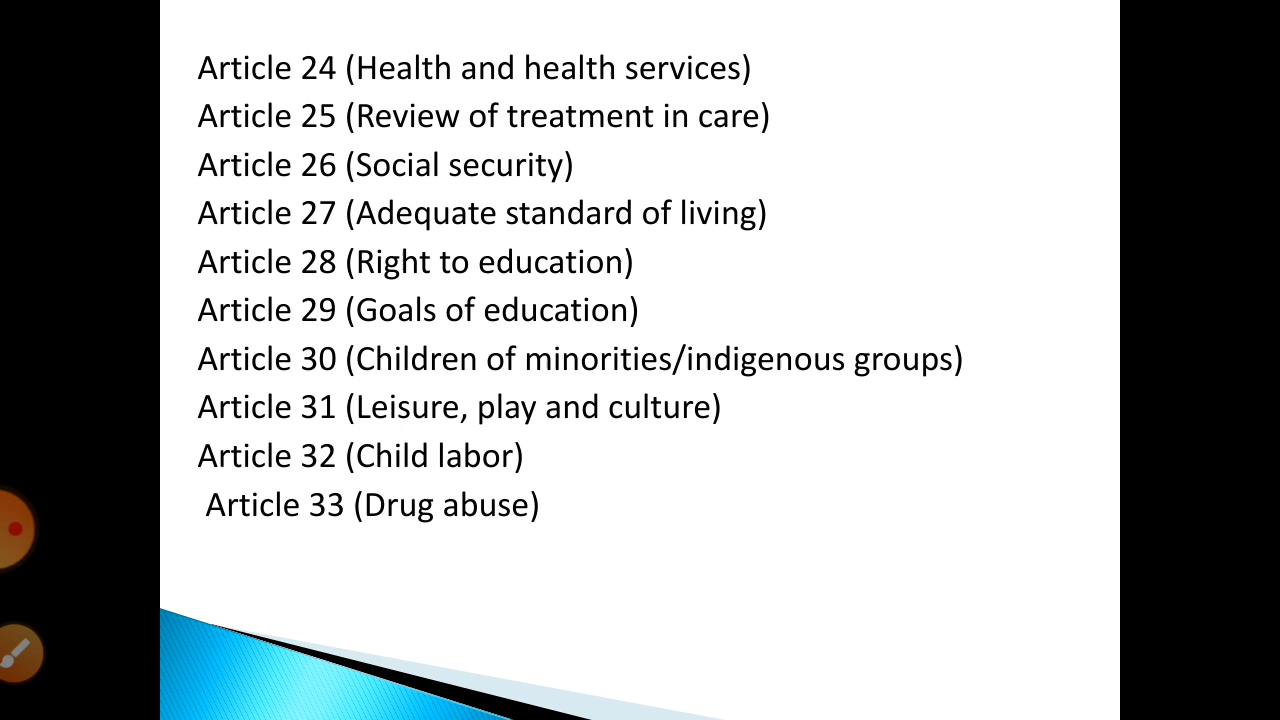 Article 24 (Health and health services)
Article 25 (Review of treatment in care)
Article 26 (Social security)
Article 27 (Adequate standard of living)
Article 28 (Right to education)
Article 29 (Goals of education)
Article 30 (Children of minorities/indigenous groups)
Article 31 (Leisure, play and culture)
Article 32 (Child labor)
Article 33 (Drug abuse)